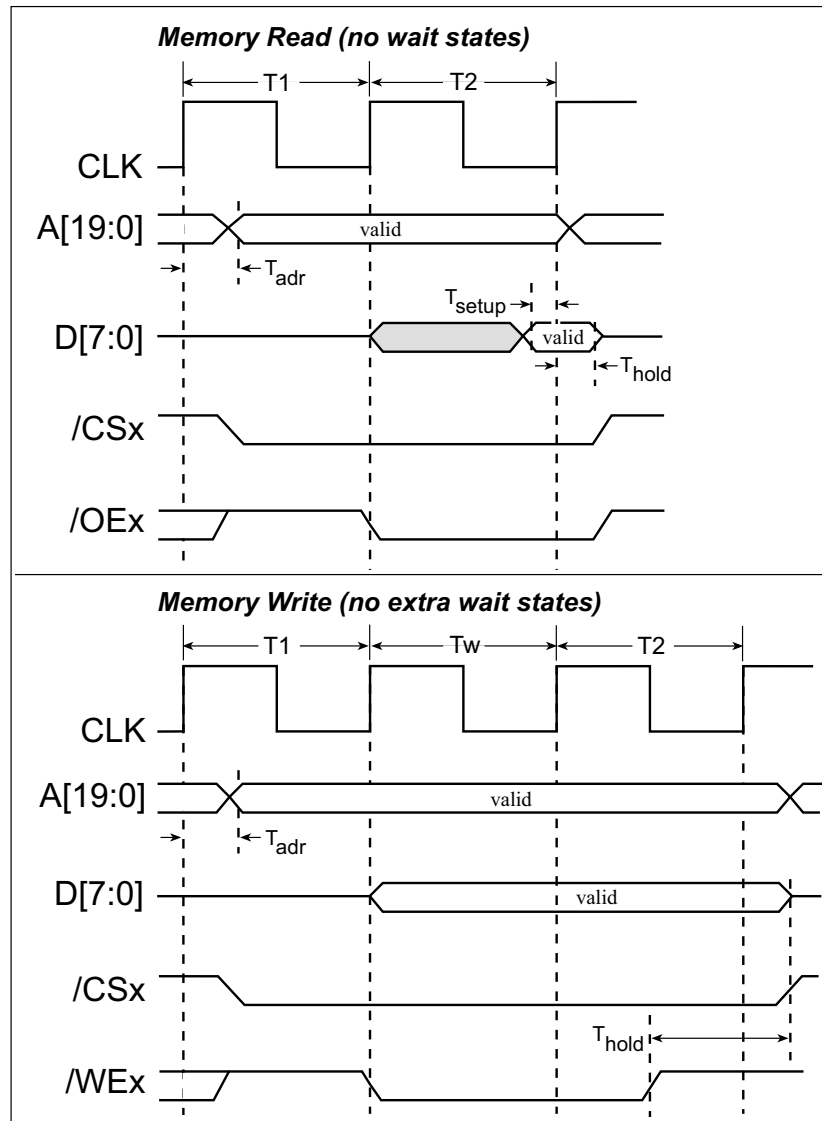 Memory Read (no wait states)
T1 T2
CLK
A[19:0] valid
Tadr
Tsetup
D[7:0] valid
Thold
/CSx
/OEx
Memory Write (no extra wait states)
T1 Tw T2
CLK
A[19:0] valid
Tadr
D[7:0] valid
/CSx
Thold
/WEx